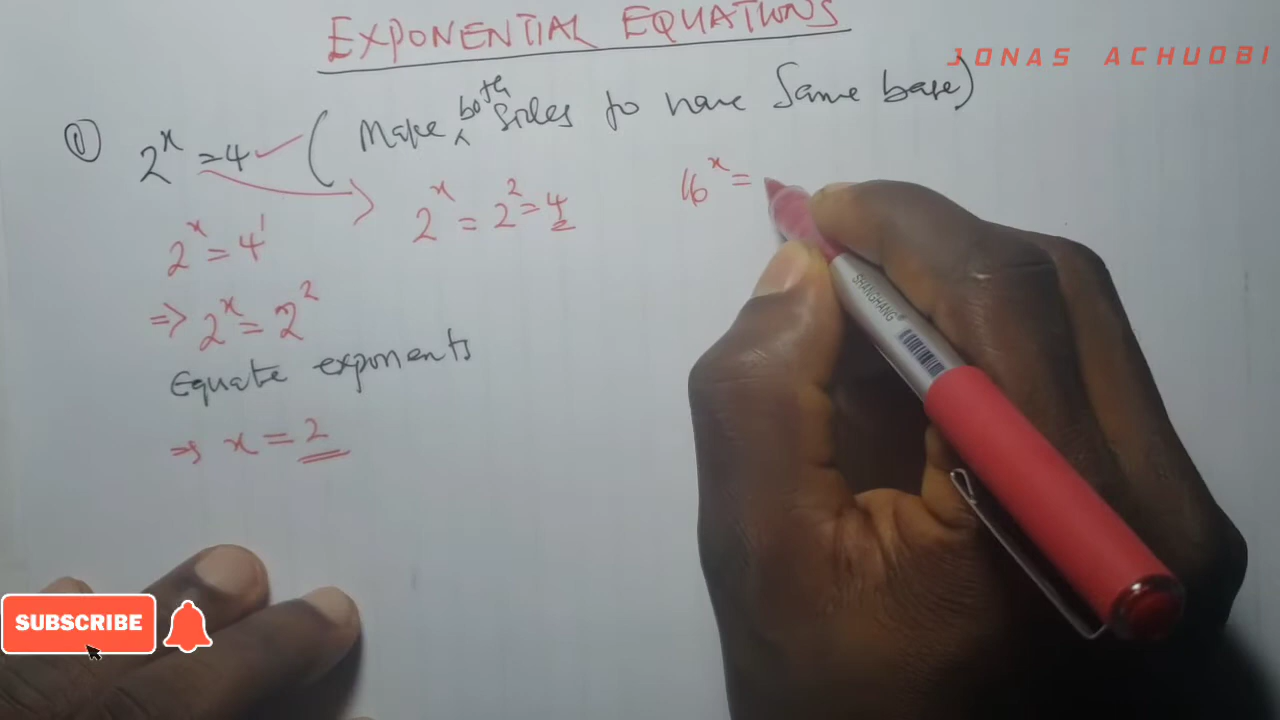 EXPONENTIAL EQUATIONS
JONAS ACHUOBI
① 2^x = 4 ✓ (Make both sides to have same base)
2^x = 2^2 = 4
16^x =
2^x = 4^1
=> 2^x = 2^2
Equate exponents
=> x = 2
SHANGHANG®
SUBSCRIBE